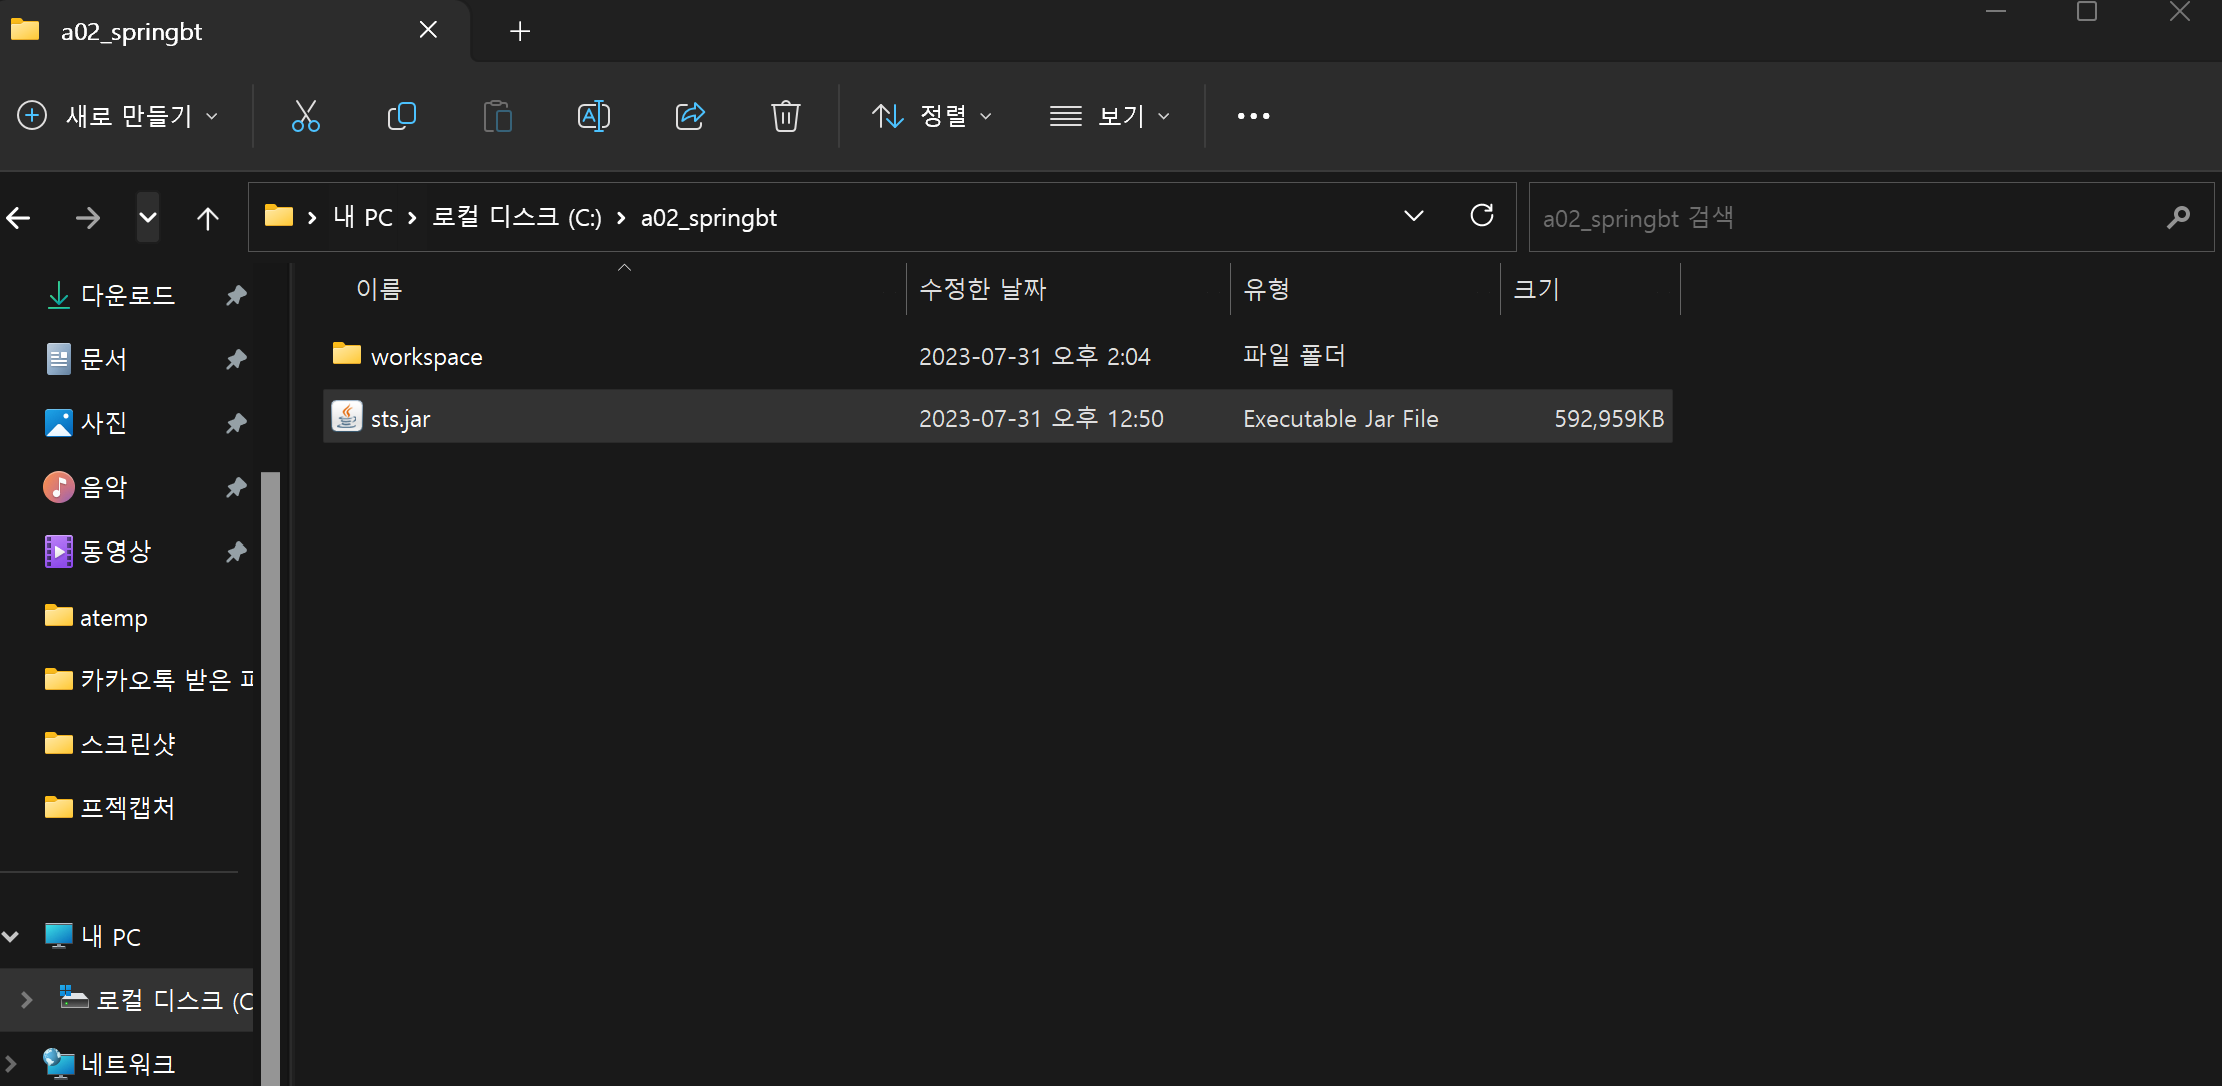 a02_springbt
새로 만들기
정렬
보기
내 PC
로컬 디스크 (C:)
a02_springbt
a02_springbt 검색
이름
수정한 날짜
유형
크기
workspace
2023-07-31 오후 2:04
파일 폴더
sts.jar
2023-07-31 오후 12:50
Executable Jar File
592,959KB
다운로드
문서
사진
음악
동영상
atemp
카카오톡 받은 파
스크린샷
프젝캡처
내 PC
로컬 디스크 (C
네트워크